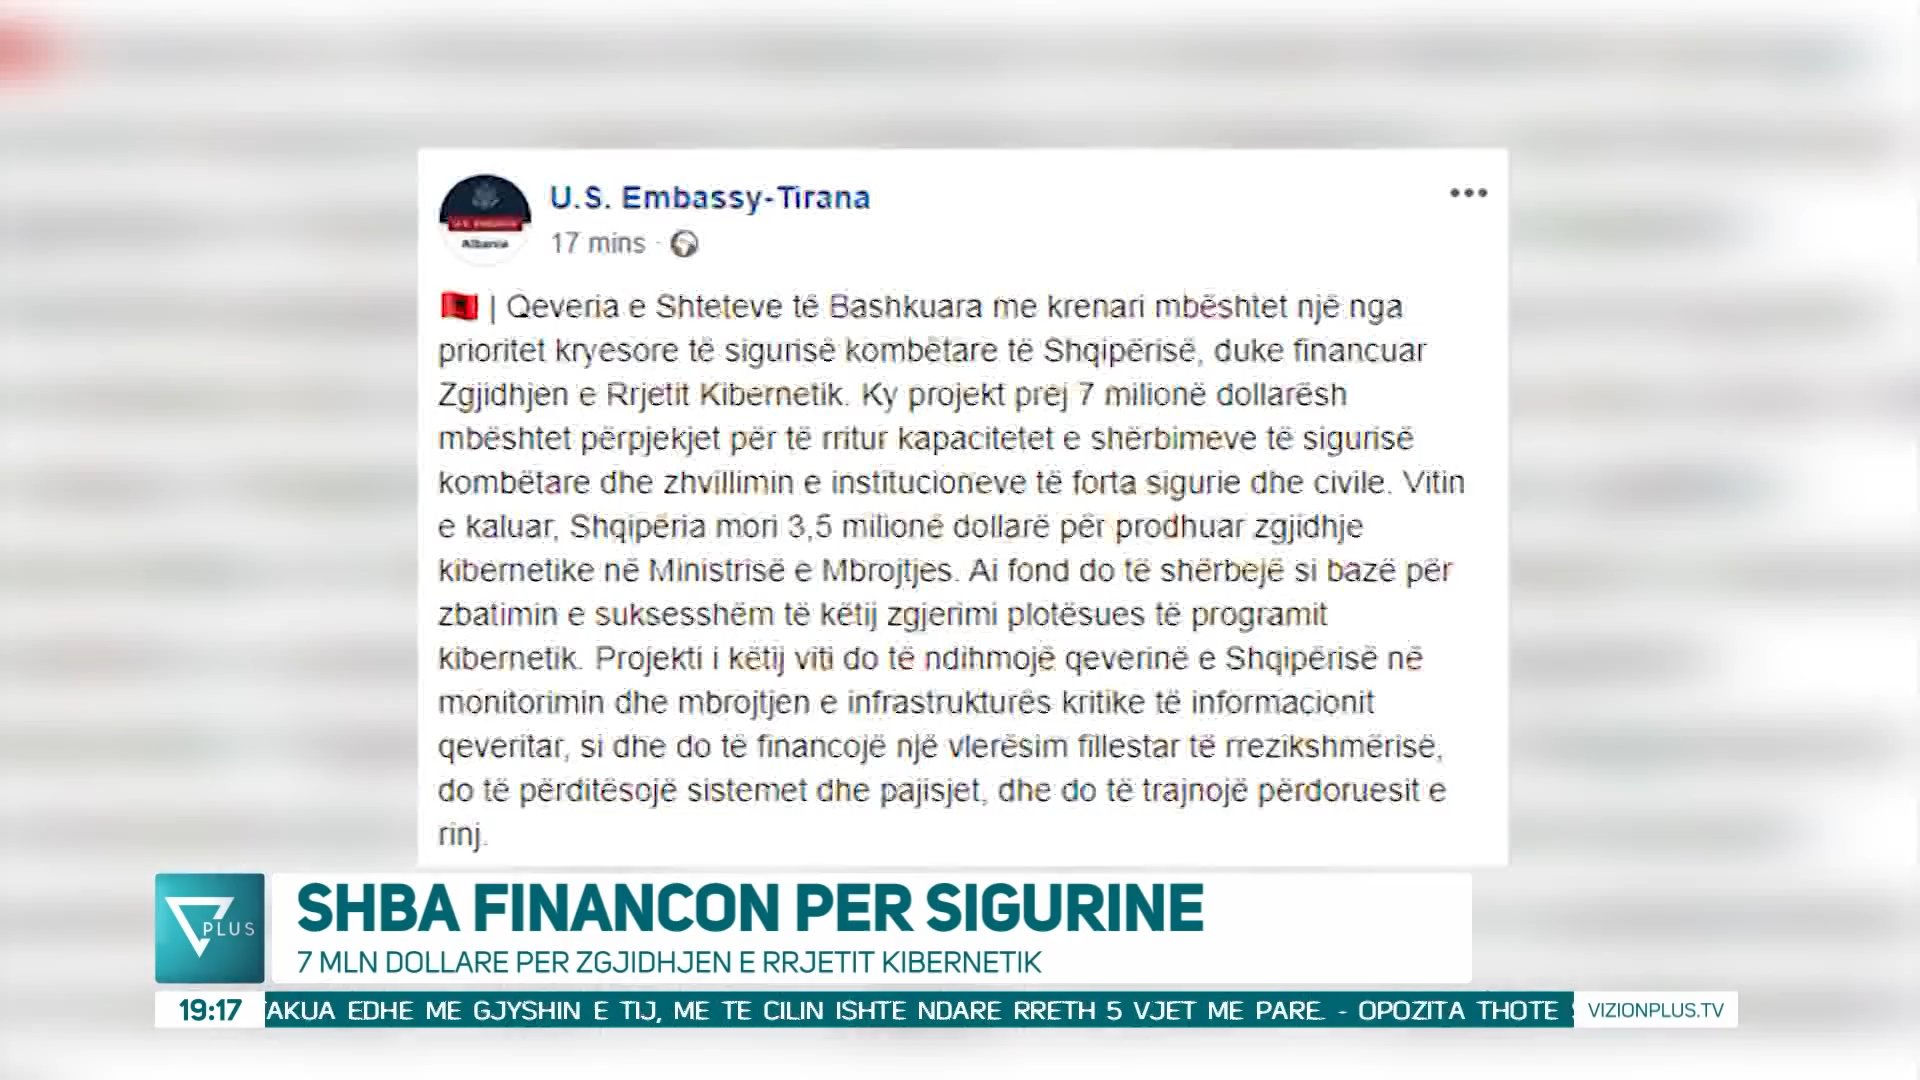 U.S. Embassy-Tirana
U.S. EMBASSY
Albania
17 mins ·
| Qeveria e Shteteve të Bashkuara me krenari mbështet një nga
prioritet kryesore të sigurisë kombëtare të Shqipërisë, duke financuar
Zgjidhjen e Rrjetit Kibernetik. Ky projekt prej 7 milionë dollarësh
mbështet përpjekjet për të rritur kapacitetet e shërbimeve të sigurisë
kombëtare dhe zhvillimin e institucioneve të forta sigurie dhe civile. Vitin
e kaluar, Shqipëria mori 3,5 milionë dollarë për prodhuar zgjidhje
kibernetike në Ministrisë e Mbrojtjes. Ai fond do të shërbejë si bazë për
zbatimin e suksesshëm të këtij zgjerimi plotësues të programit
kibernetik. Projekti i këtij viti do të ndihmojë qeverinë e Shqipërisë në
monitorimin dhe mbrojtjen e infrastrukturës kritike të informacionit
qeveritar, si dhe do të financojë një vlerësim fillestar të rrezikshmërisë,
do të përditësojë sistemet dhe pajisjet, dhe do të trajnojë përdoruesit e
rinj.
PLUS
SHBA FINANCON PER SIGURINE
7 MLN DOLLARE PER ZGJIDHJEN E RRJETIT KIBERNETIK
19:17
TAKUA EDHE ME GJYSHIN E TIJ, ME TE CILIN ISHTE NDARE RRETH 5 VJET ME PARE. - OPOZITA THOTE
VIZIONPLUS.TV